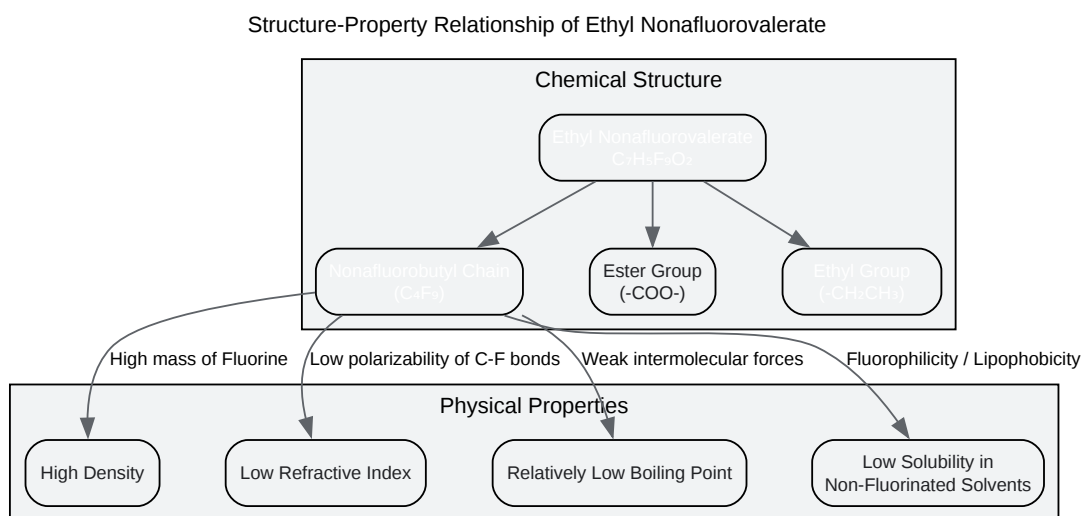 Structure-Property Relationship of Ethyl Nonafluorovalerate
Chemical Structure
Ethyl Nonafluorovalerate
C₇H₅F₉O₂
Nonafluorobutyl Chain
(C₄F₉)
Ester Group
(-COO-)
Ethyl Group
(-CH₂CH₃)
High mass of Fluorine
Low polarizability of C-F bonds
Weak intermolecular forces
Fluorophilicity / Lipophobicity
Physical Properties
High Density
Low Refractive Index
Relatively Low Boiling Point
Low Solubility in
Non-Fluorinated Solvents